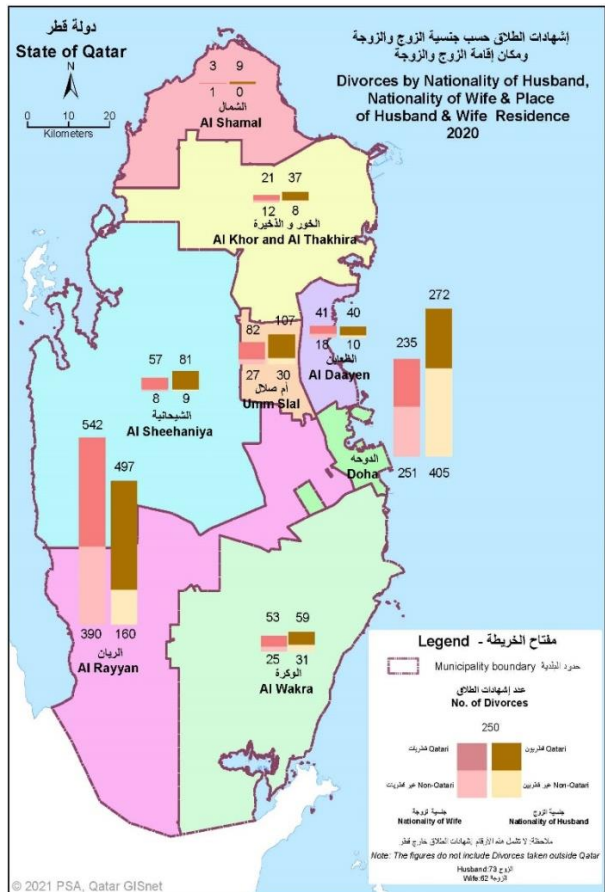 دولة قطر
State of Qatar
N
20 10 0 20
Kilometers
إشهادات الطلاق حسب جنسية الزوج والزوجة
ومكان إقامة الزوج والزوجة
Divorces by Nationality of Husband,
Nationality of Wife & Place
of Husband & Wife Residence
2020
3 9
1 0
الشمال
Al Shamal
21 37
12 8
الخور و الذخيرة
Al Khor and Al Thakhira
41 40
18 10
الظعاين
Al Daayen
82 107
27 30
أم صلال
Umm Slal
57 81
8 9
الشيحانية
Al Sheehaniya
235 272
251 405
الدوحه
Doha
542 497
390 160
الريان
Al Rayyan
53 59
25 31
الوكرة
Al Wakra
Legend - مفتاح الخريطة
Municipality boundary حدود البلدية
عدد إشهادات الطلاق
No. of Divorces
250
قطريات Qatari
قطريون Qatari
غير قطريات Non-Qatari
غير قطريين Non-Qatari
جنسية الزوجة
Nationality of Wife
جنسية الزوج
Nationality of Husband
ملاحظة: لا تشمل هذه الأرقام إشهادات الطلاق خارج قطر
Note: The figures do not include Divorces taken outside Qatar
Husband:73 الزوج
Wife:62 الزوجة
© 2021 PSA, Qatar GISnet